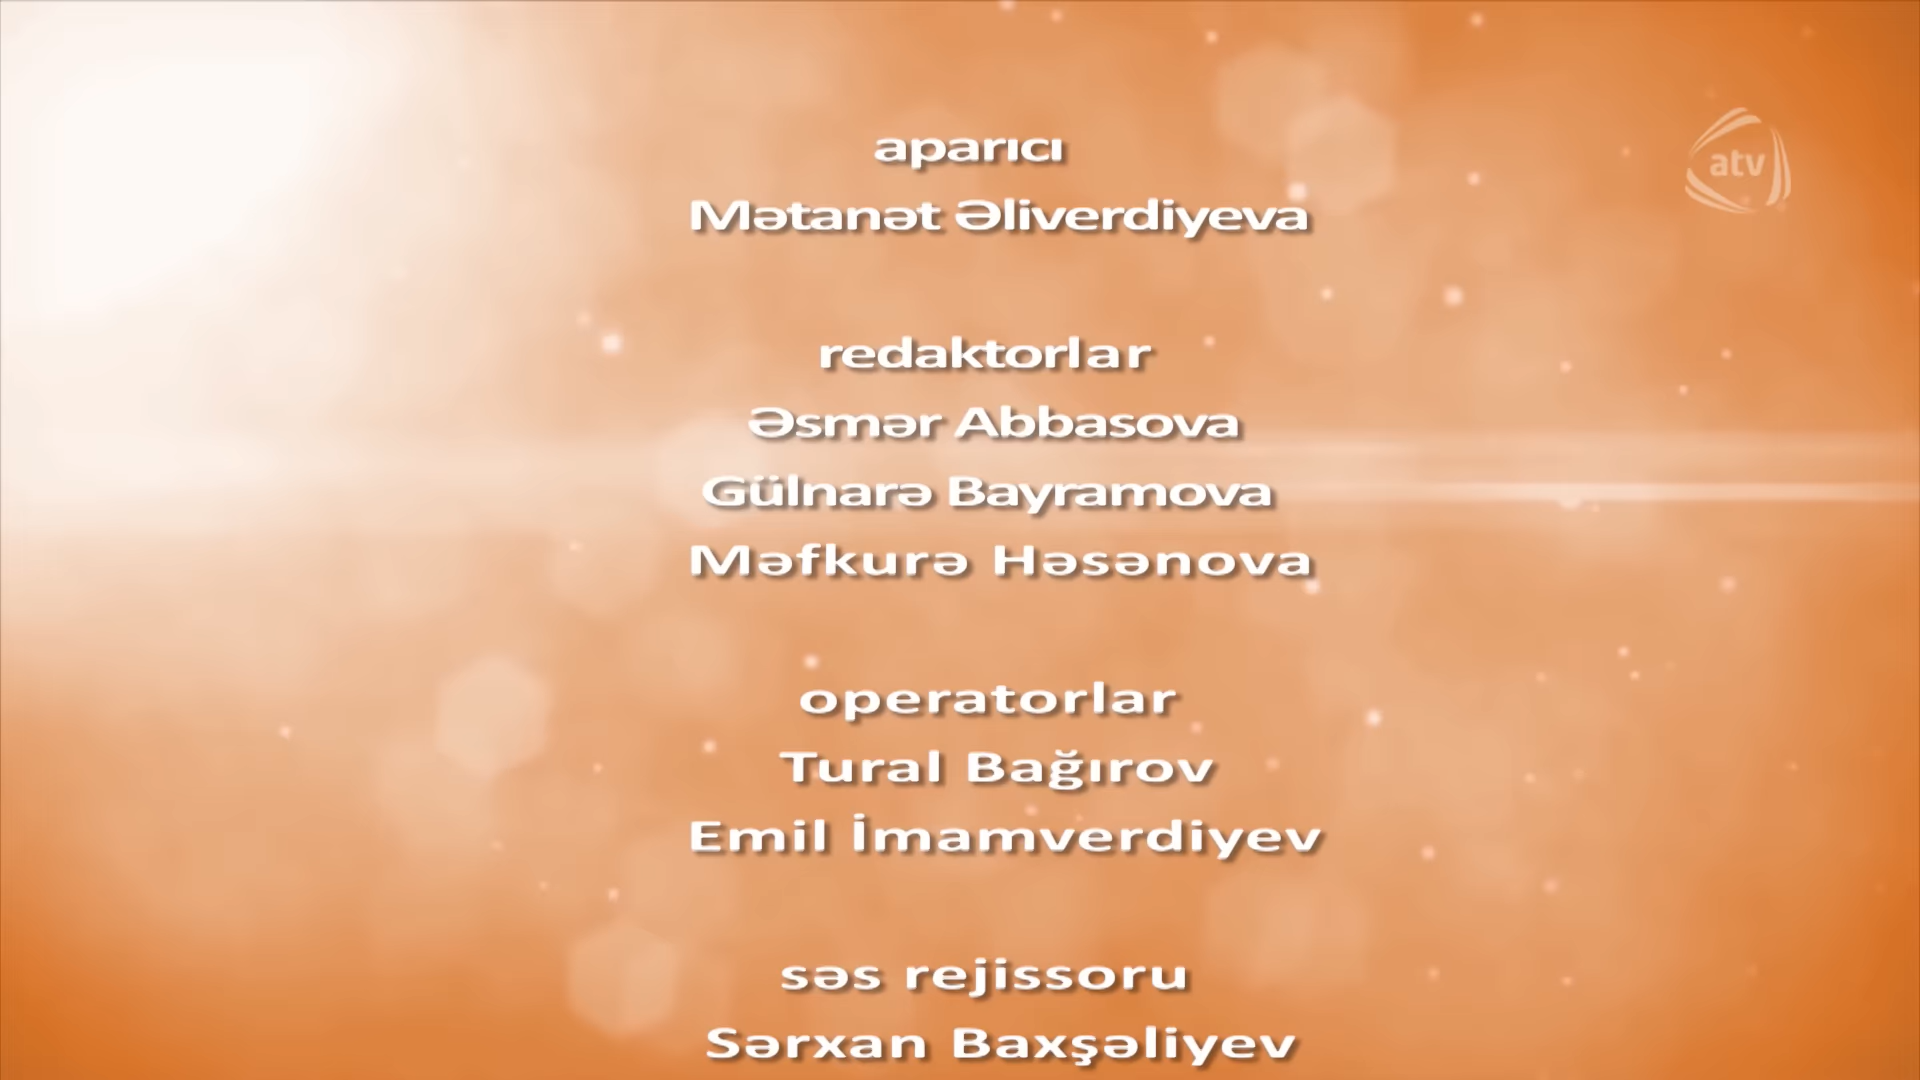 aparıcı
atv
Mətanət Əliverdiyeva
redaktorlar
Əsmər Abbasova
Gülnarə Bayramova
Məfkurə Həsənova
operatorlar
Tural Bağırov
Emil İmamverdiyev
səs rejissoru
Sərxan Baxşəliyev